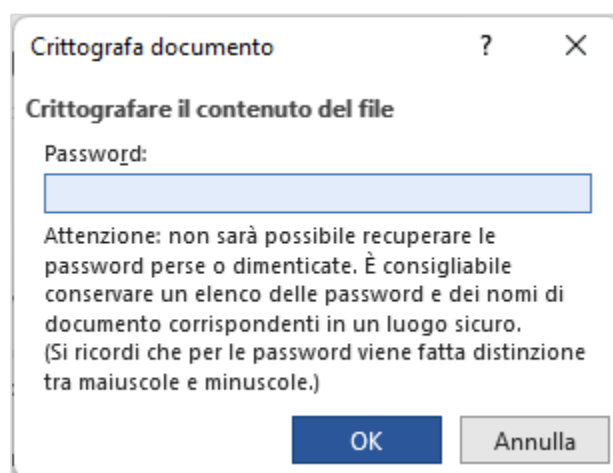 Crittografa documento ?
Crittografare il contenuto del file
Password:
Attenzione: non sarà possibile recuperare le
password perse o dimenticate. È consigliabile
conservare un elenco delle password e dei nomi di
documento corrispondenti in un luogo sicuro.
(Si ricordi che per le password viene fatta distinzione
tra maiuscole e minuscole.)
OK Annulla